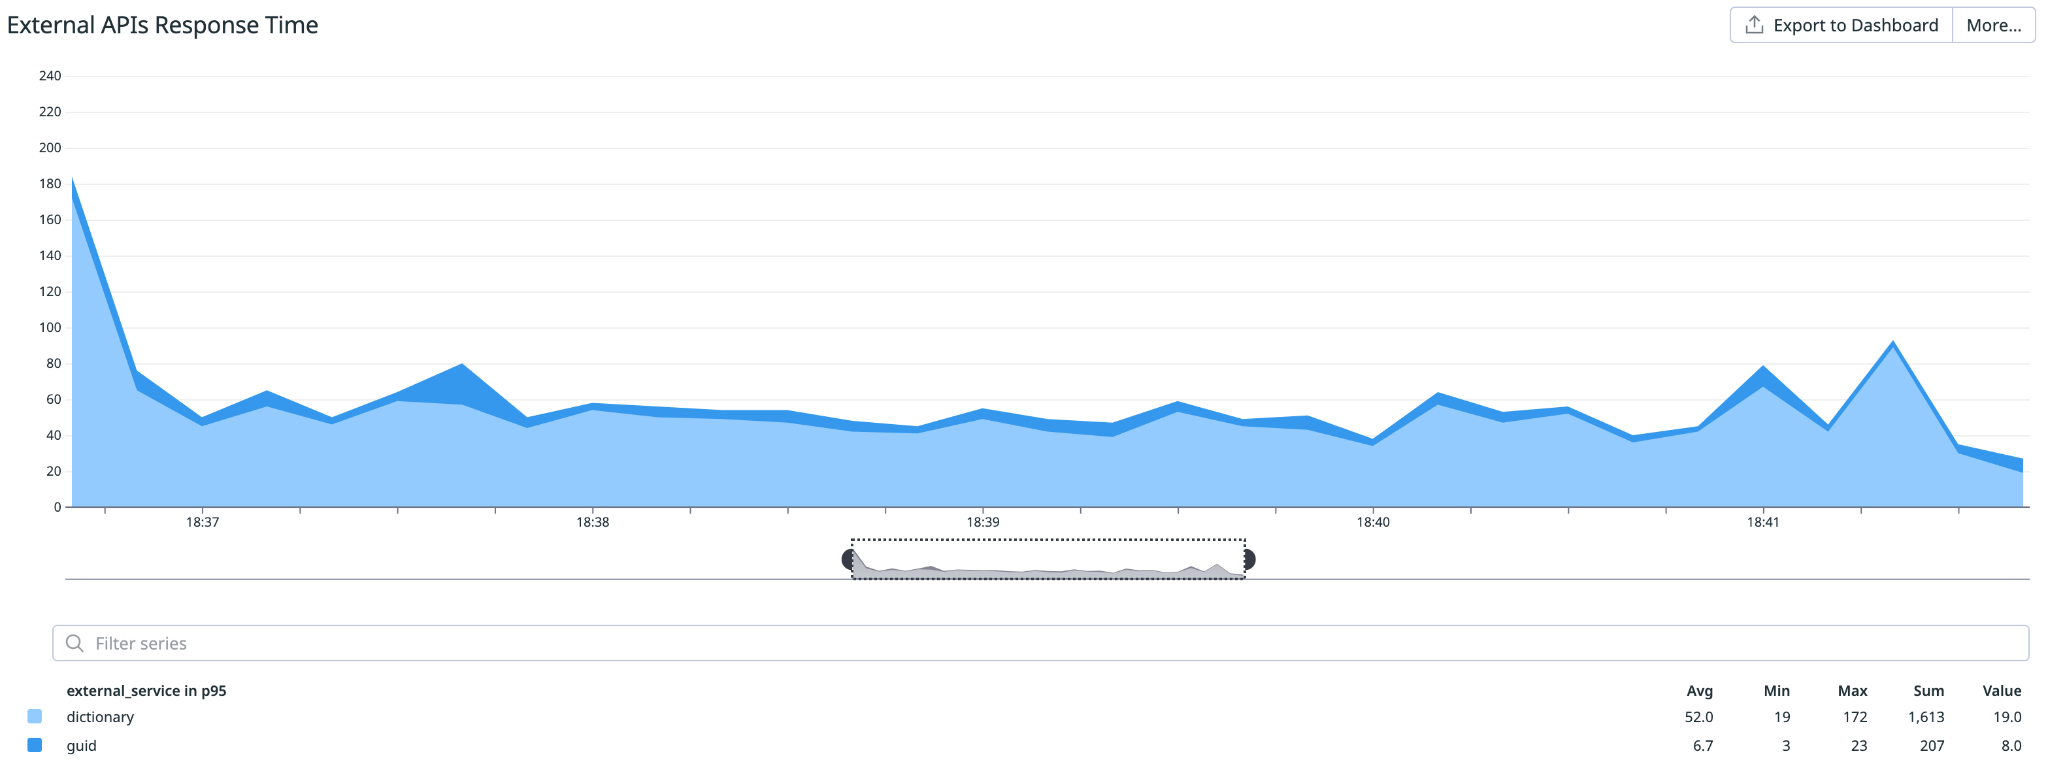 External APIs Response Time
Export to Dashboard More...
240
220
200
180
160
140
120
100
80
60
40
20
0
18:37 18:38 18:39 18:40 18:41
Filter series
external_service in p95 Avg Min Max Sum Value
dictionary 52.0 19 172 1,613 19.0
guid 6.7 3 23 207 8.0